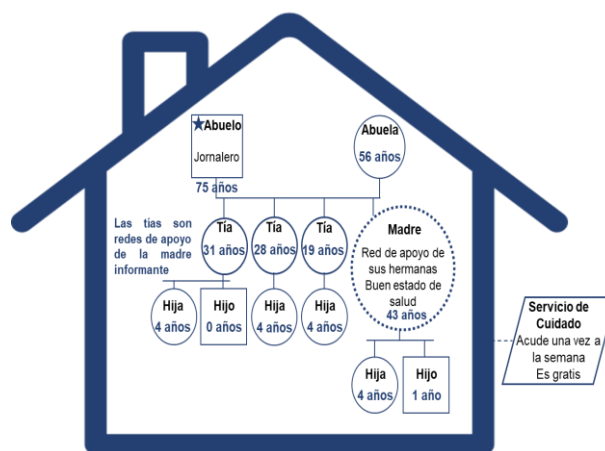 ★Abuelo
Jornalero
75 años
Abuela
56 años
Las tías son
redes de apoyo
de la madre
informante
Tía
31 años
Tía
28 años
Tía
19 años
Madre
Red de apoyo de
sus hermanas
Buen estado de
salud
43 años
Hija
4 años
Hijo
0 años
Hija
4 años
Hija
4 años
Hija
4 años
Hijo
1 año
Servicio de
Cuidado
Acude una vez a
la semana
Es gratis